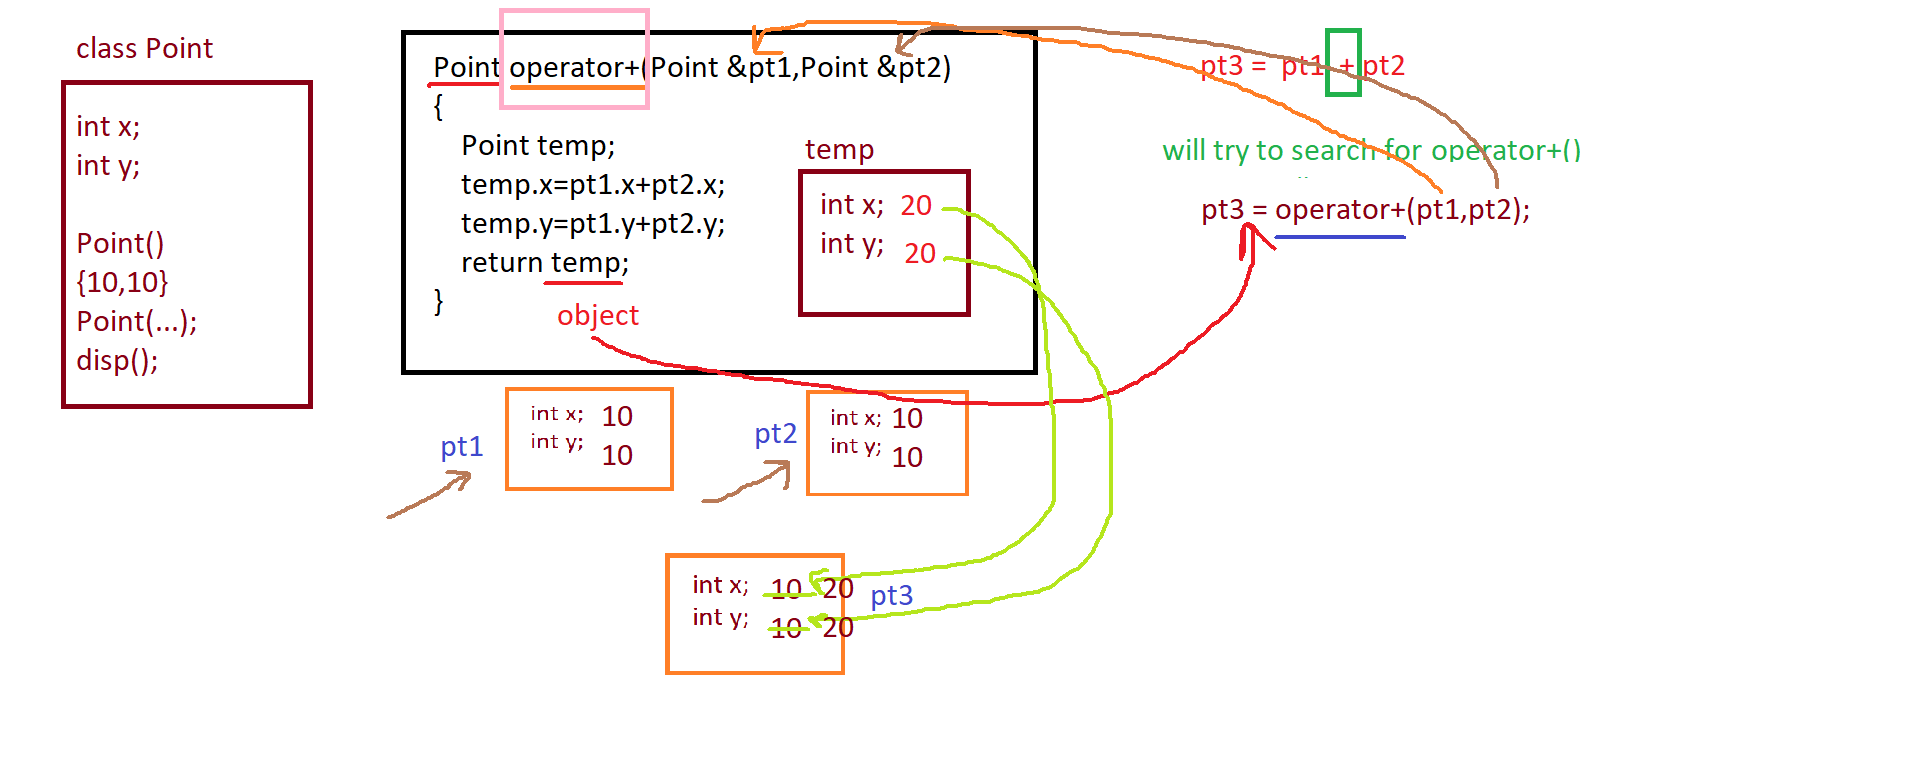 class Point
int x;
int y;
Point()
{10,10}
Point(...);
disp();
Point operator+(Point &pt1,Point &pt2)
{
Point temp;
temp.x=pt1.x+pt2.x;
temp.y=pt1.y+pt2.y;
return temp;
}
object
temp
int x; 20
int y; 20
pt3 = pt1 + pt2
will try to search for operator+()
pt3 = operator+(pt1,pt2);
pt1
int x; 10
int y; 10
pt2
int x; 10
int y; 10
int x; 10 20
int y; 10 20
pt3